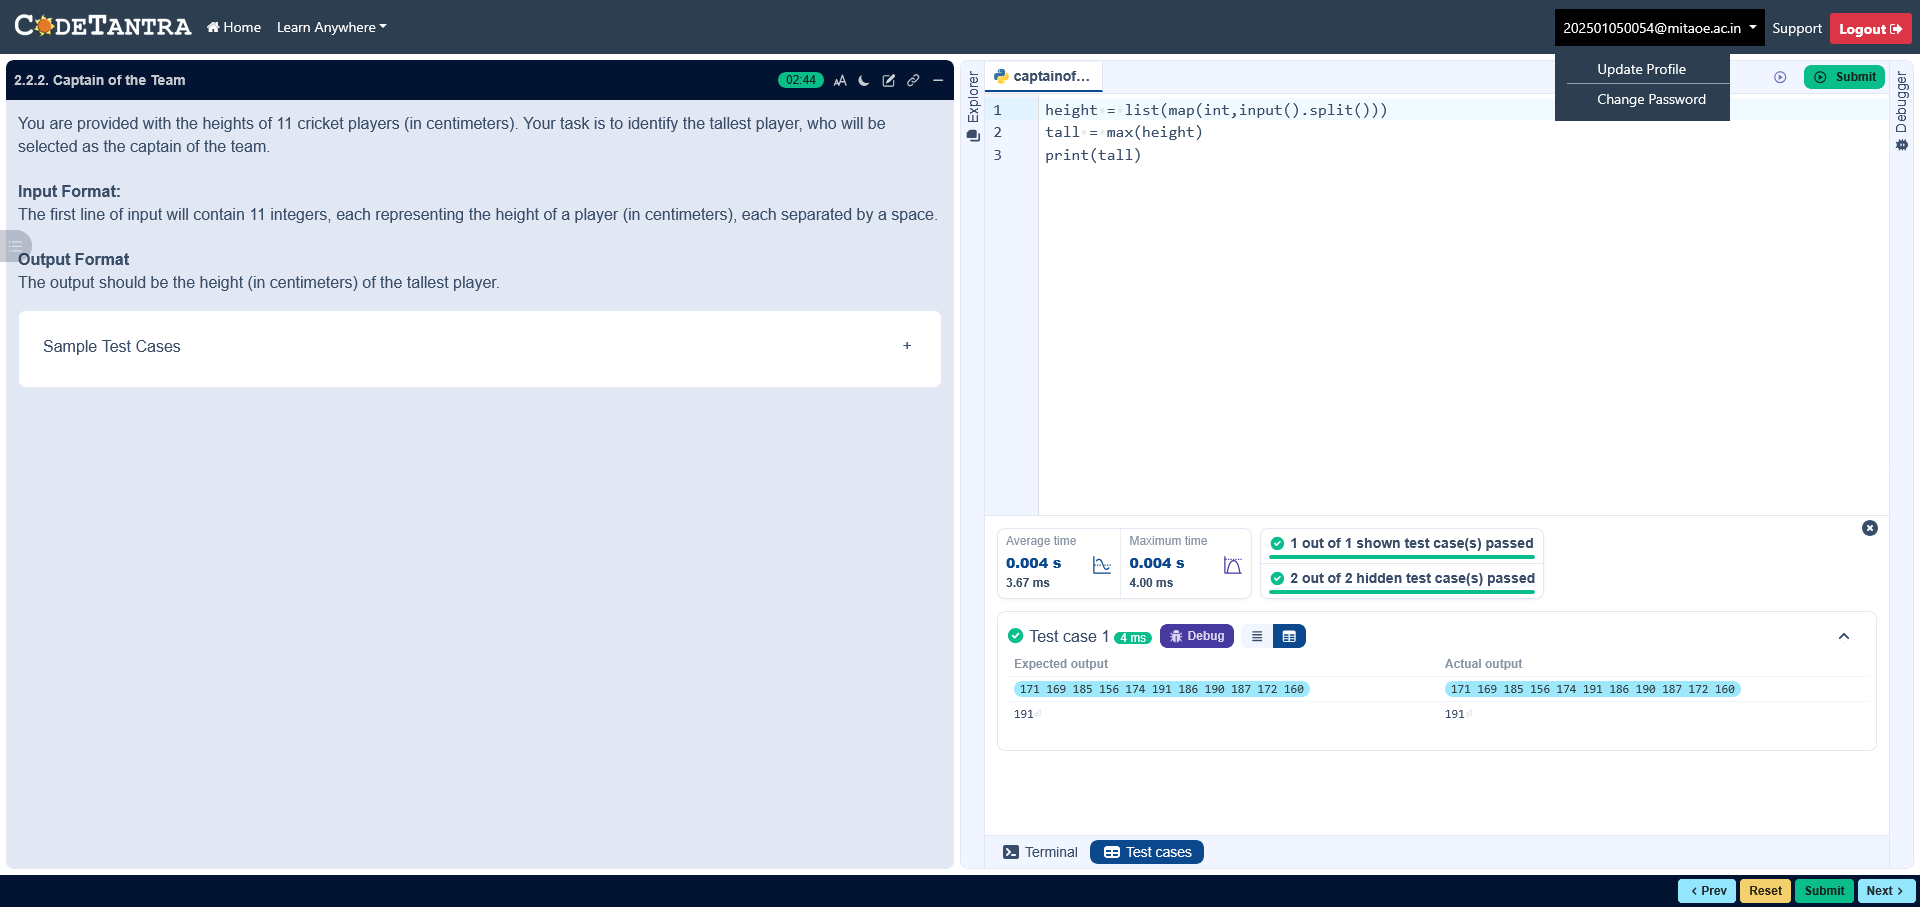 CODETANTRA Home Learn Anywhere 202501050054@mitaoe.ac.in Support Logout
Update Profile
Change Password
2.2.2. Captain of the Team 02:44
You are provided with the heights of 11 cricket players (in centimeters). Your task is to identify the tallest player, who will be
selected as the captain of the team.
Input Format:
The first line of input will contain 11 integers, each representing the height of a player (in centimeters), each separated by a space.
Output Format
The output should be the height (in centimeters) of the tallest player.
Sample Test Cases +
Explorer
captainof...
Submit
Debugger
1 height = list(map(int,input().split()))
2 tall = max(height)
3 print(tall)
Average time
0.004 s
3.67 ms
Maximum time
0.004 s
4.00 ms
1 out of 1 shown test case(s) passed
2 out of 2 hidden test case(s) passed
Test case 1 4 ms Debug
Expected output Actual output
171 169 185 156 174 191 186 190 187 172 160 171 169 185 156 174 191 186 190 187 172 160
191 191
Terminal Test cases
< Prev Reset Submit Next >